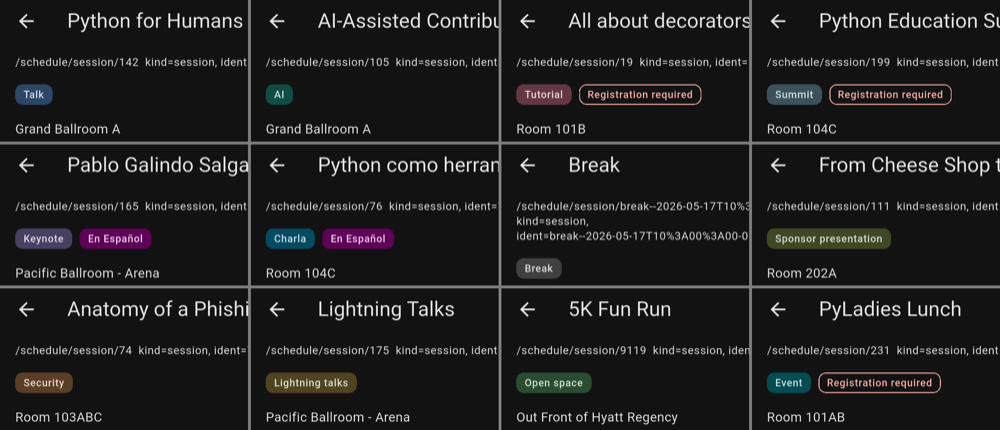 Python for Humans
/schedule/session/142 kind=session, ident
Talk
Grand Ballroom A
AI-Assisted Contribu
/schedule/session/105 kind=session, ident
AI
Grand Ballroom A
All about decorators
/schedule/session/19 kind=session, ident=
Tutorial Registration required
Room 101B
Python Education Su
/schedule/session/199 kind=session, ident
Summit Registration required
Room 104C
Pablo Galindo Salga
/schedule/session/165 kind=session, ident
Keynote En Español
Pacific Ballroom - Arena
Python como herran
/schedule/session/76 kind=session, ident=
Charla En Español
Room 104C
Break
/schedule/session/break--2026-05-17T10%3
kind=session,
ident=break--2026-05-17T10%3A00%3A00-0
Break
From Cheese Shop t
/schedule/session/111 kind=session, ident
Sponsor presentation
Room 202A
Anatomy of a Phishi
/schedule/session/74 kind=session, ident=
Security
Room 103ABC
Lightning Talks
/schedule/session/175 kind=session, ident
Lightning talks
Pacific Ballroom - Arena
5K Fun Run
/schedule/session/9119 kind=session, iden
Open space
Out Front of Hyatt Regency
PyLadies Lunch
/schedule/session/231 kind=session, ident
Event Registration required
Room 101AB